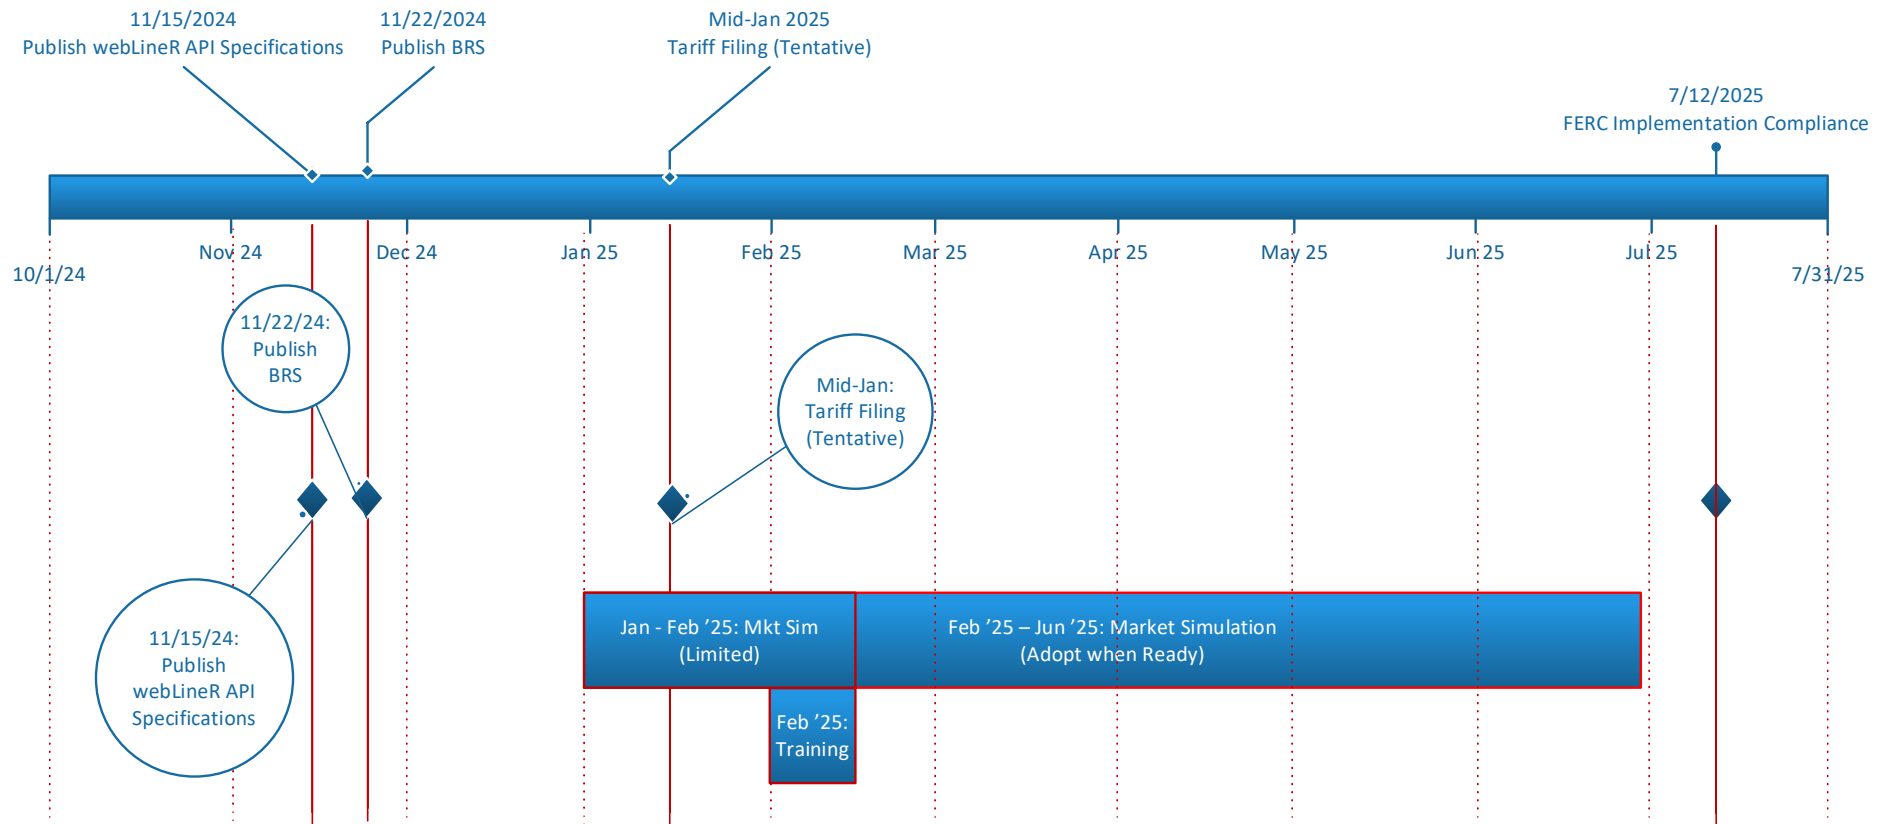 11/15/2024
Publish webLineR API Specifications
11/22/2024
Publish BRS
Mid-Jan 2025
Tariff Filing (Tentative)
7/12/2025
FERC Implementation Compliance
10/1/24
Nov 24
Dec 24
Jan 25
Feb 25
Mar 25
Apr 25
May 25
Jun 25
Jul 25
7/31/25
11/22/24:
Publish
BRS
Mid-Jan:
Tariff Filing
(Tentative)
11/15/24:
Publish
webLineR API
Specifications
Jan - Feb ’25: Mkt Sim
(Limited)
Feb ’25 – Jun ’25: Market Simulation
(Adopt when Ready)
Feb ’25:
Training